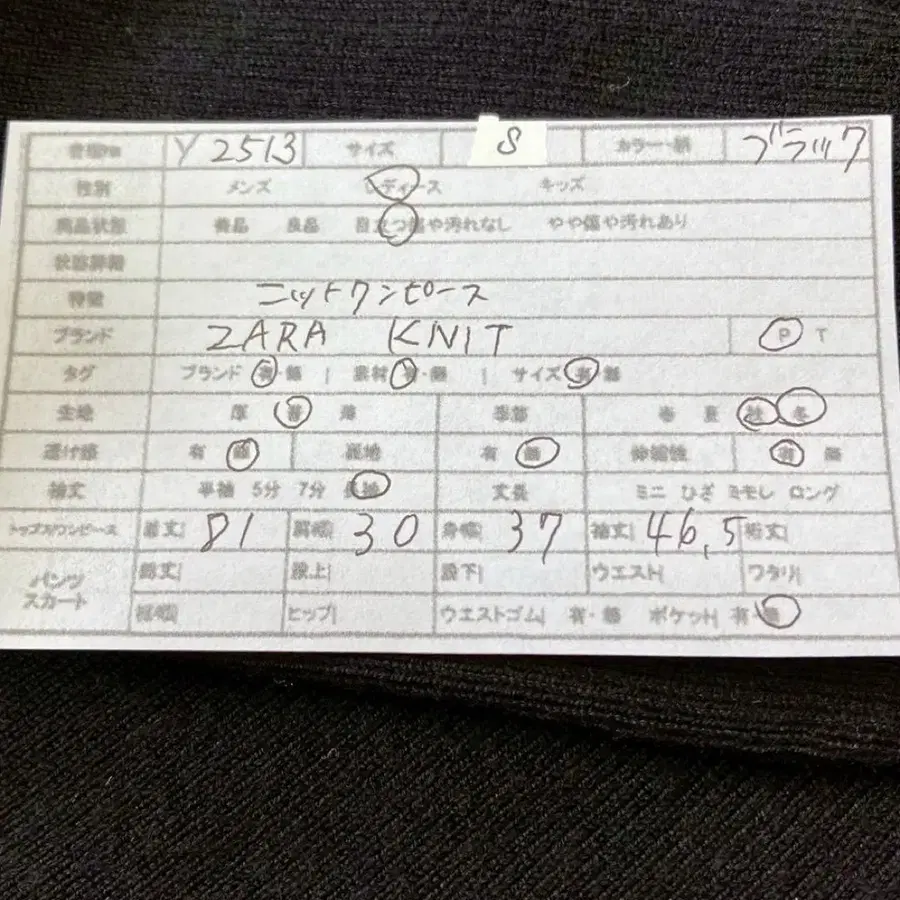 管理No Y 2513 サイズ S カラー・柄 ブラック
性別 メンズ レディース キッズ
商品状態 美品 良品 目立つ傷や汚れなし やや傷や汚れあり
状態詳細
特徴 ニットワンピース
ブランド ZARA KNIT P T
タグ ブランド 有・無 | 素材 有・無 | サイズ 有・無
生地 厚 普 薄 季節 春 夏 秋 冬
透け感 有 無 裏地 有 無 伸縮性 有 無
袖丈 半袖 5分 7分 長袖 丈長 ミニ ひざ ミモレ ロング
トップス/ワンピース 着丈| 81 肩幅| 30 身幅| 37 袖丈| 46,5 裄丈|
パンツ スカート 総丈| 股上| 股下| ウエスト| ワタリ|
裾幅| ヒップ| ウエストゴム| 有・無 ポケット| 有・無